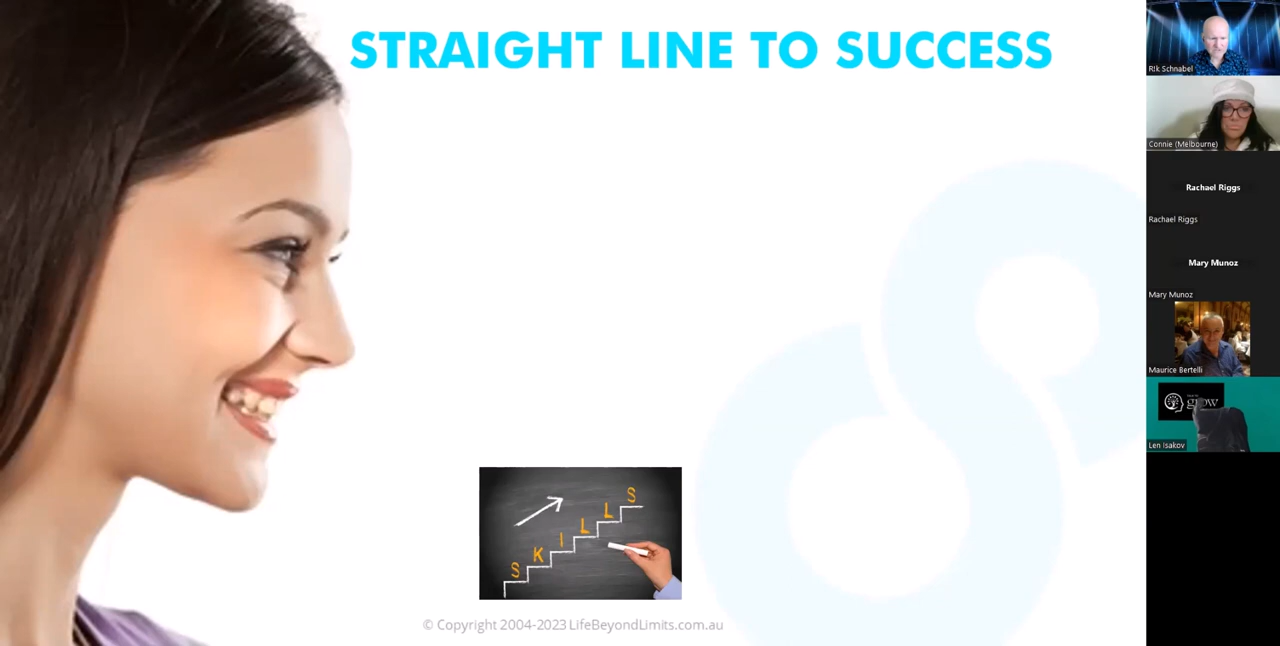 STRAIGHT LINE TO SUCCESS
SKILLS
© Copyright 2004-2023 LifeBeyondLimits.com.au
R!k Schnabel
Connie (Melbourne)
Rachael Riggs
Rachael Riggs
Mary Munoz
Mary Munoz
Maurice Bertelli
grow
Len Isakov